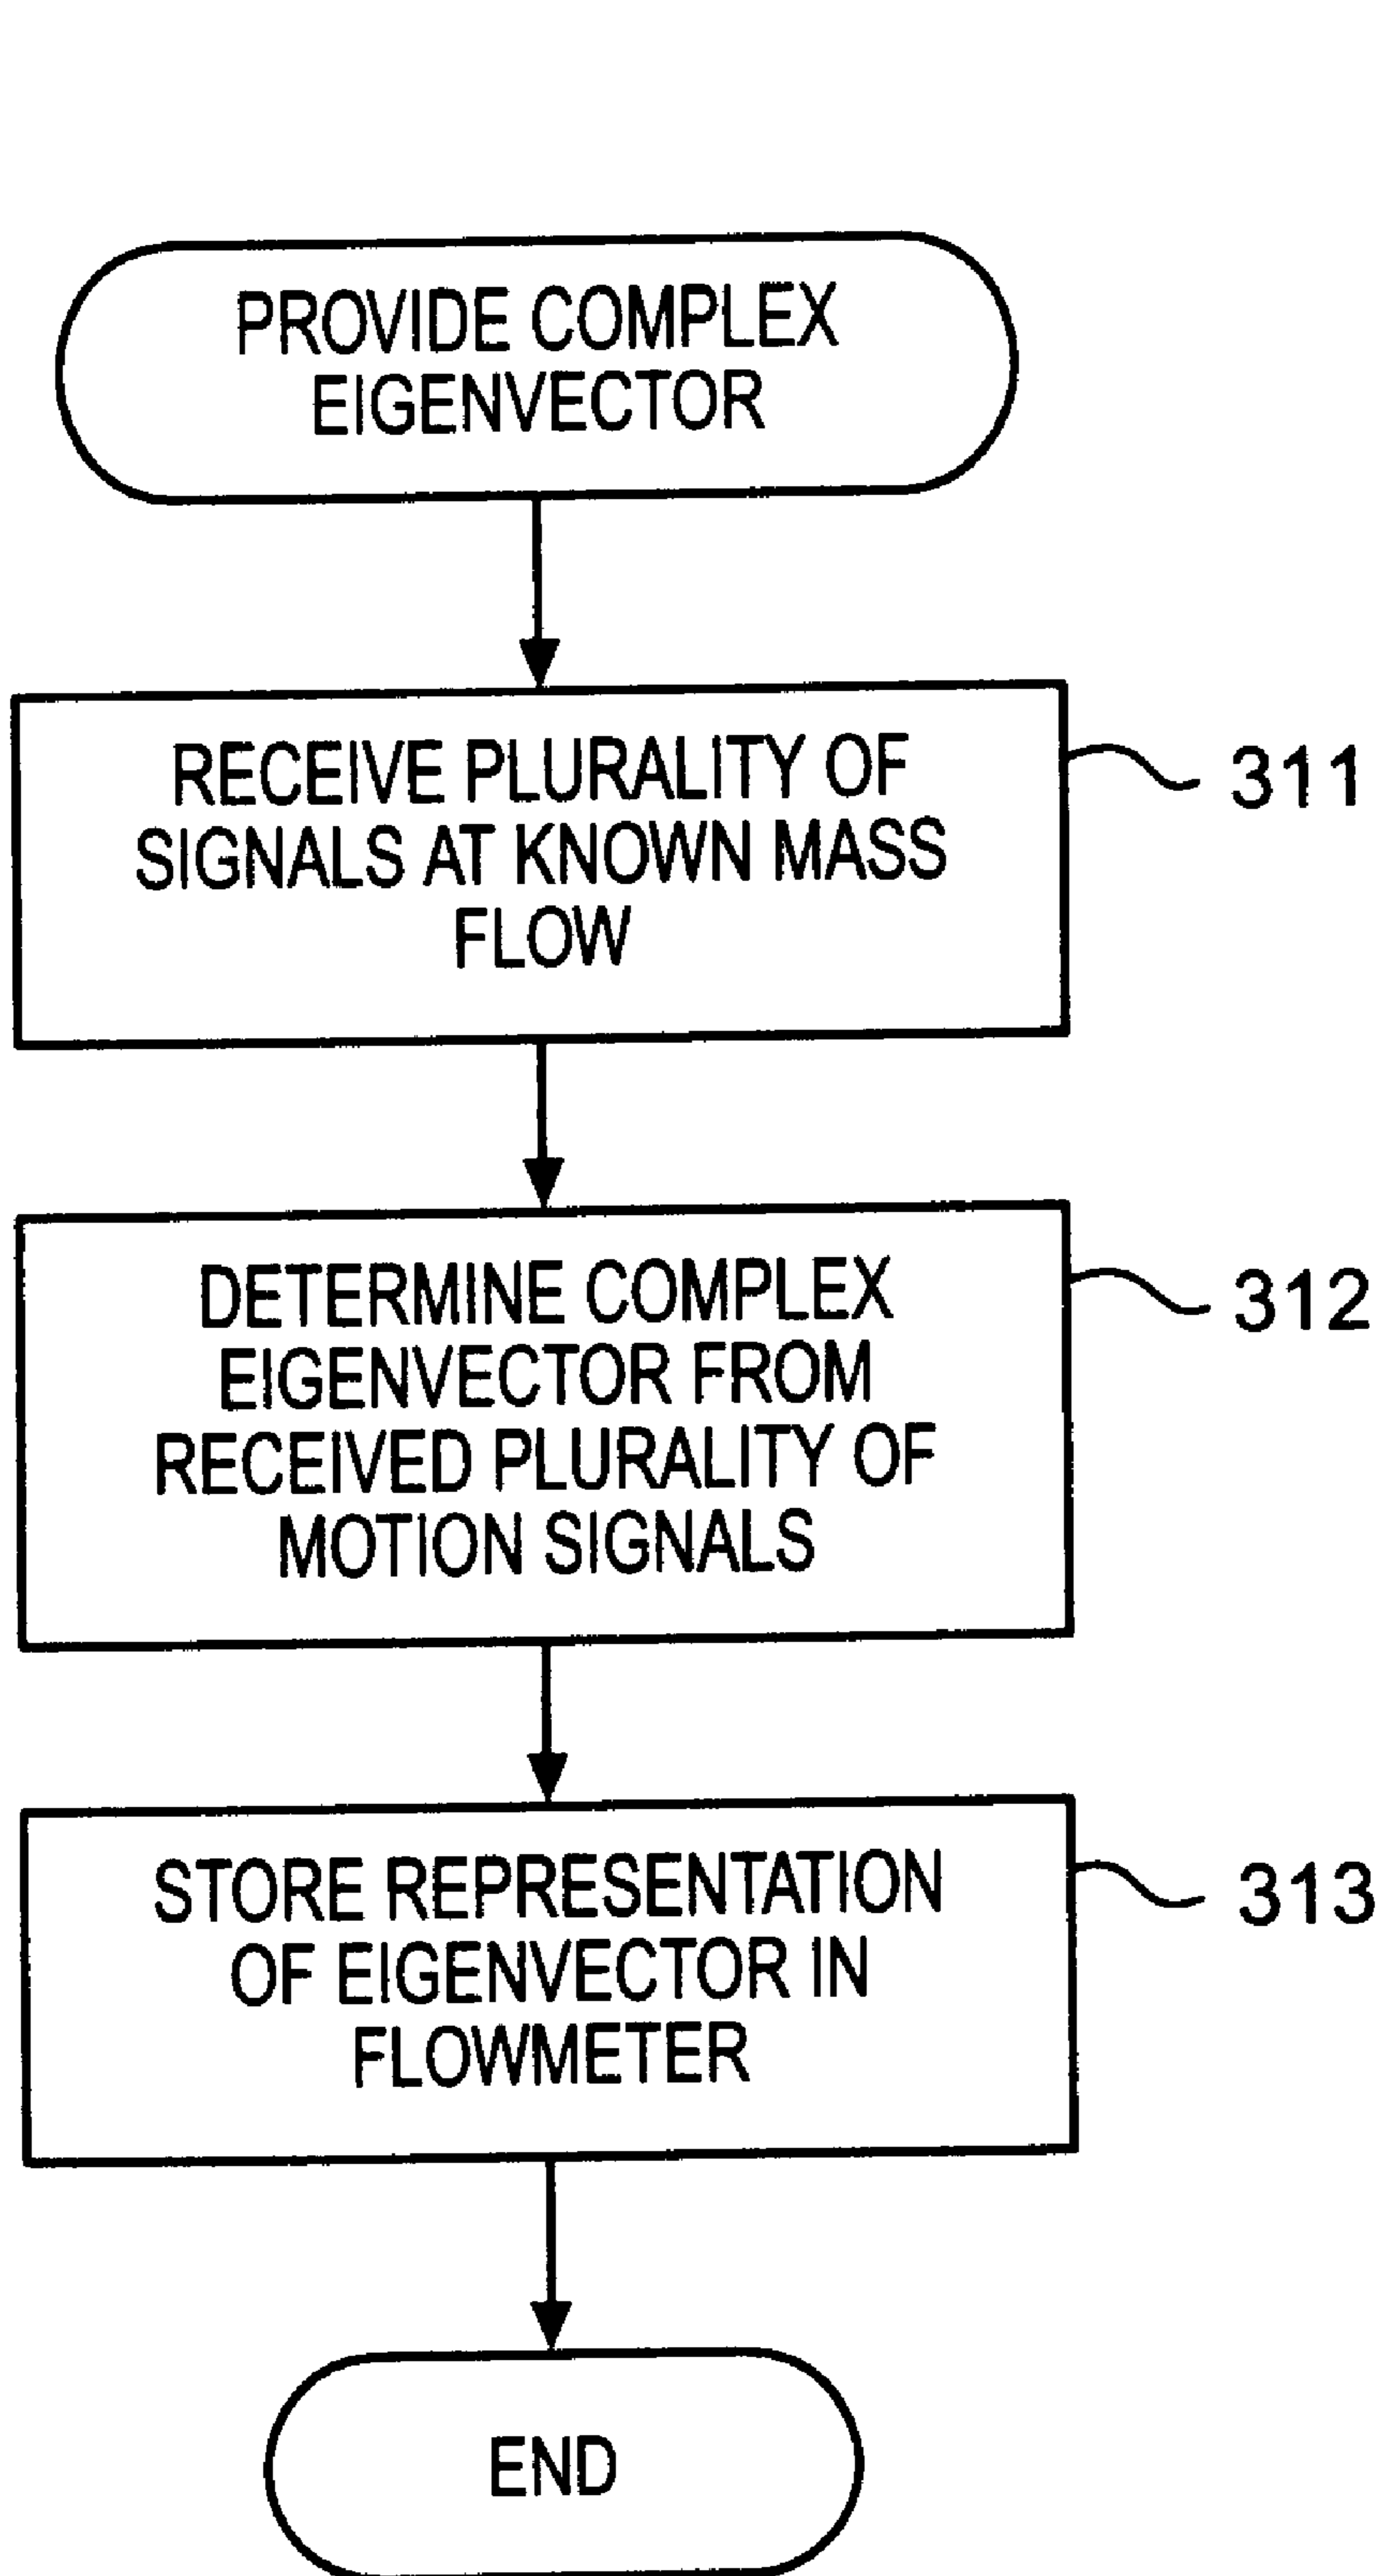 PROVIDE COMPLEX
EIGENVECTOR
RECEIVE PLURALITY OF
SIGNALS AT KNOWN MASS
FLOW
311
DETERMINE COMPLEX
EIGENVECTOR FROM
RECEIVED PLURALITY OF
MOTION SIGNALS
312
STORE REPRESENTATION
OF EIGENVECTOR IN
FLOWMETER
313
END